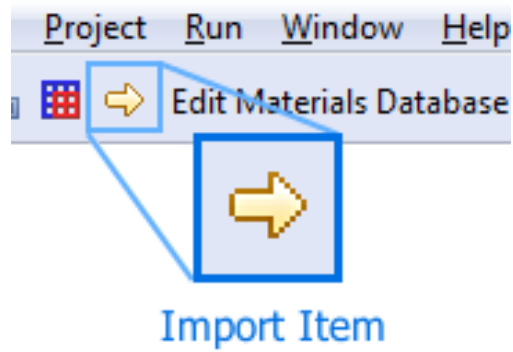 Project Run Window Help
Edit Materials Database
Import Item